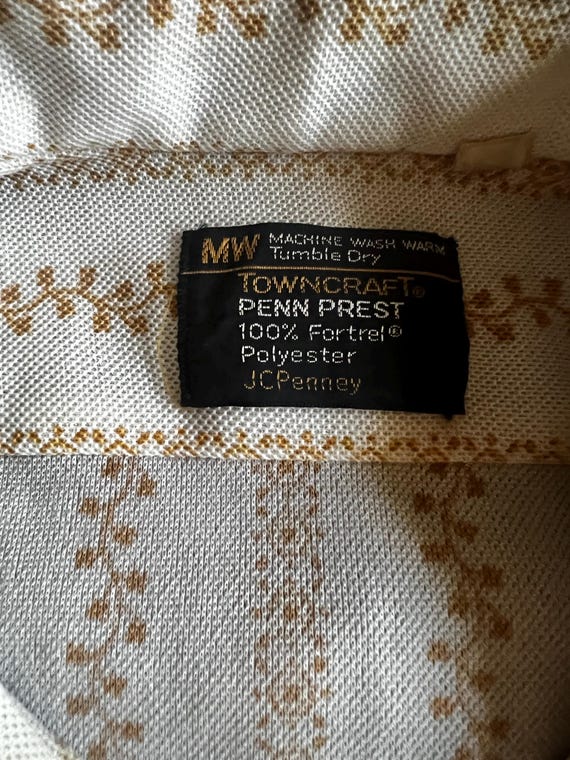 MW MACHINE WASH WARM
Tumble Dry
TOWNCRAFT®
PENN PREST
100% Fortrel®
Polyester
JCPenney